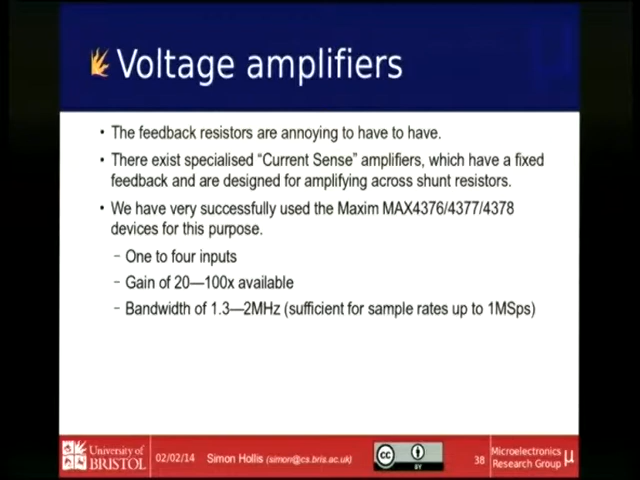 Voltage amplifiers
• The feedback resistors are annoying to have to have.
• There exist specialised “Current Sense” amplifiers, which have a fixed
feedback and are designed for amplifying across shunt resistors.
• We have very successfully used the Maxim MAX4376/4377/4378
devices for this purpose.
– One to four inputs
– Gain of 20—100x available
– Bandwidth of 1.3—2MHz (sufficient for sample rates up to 1MSps)
University of
BRISTOL
02/02/14
Simon Hollis (simon@cs.bris.ac.uk)
cc
BY
38
Microelectronics
Research Group
μ